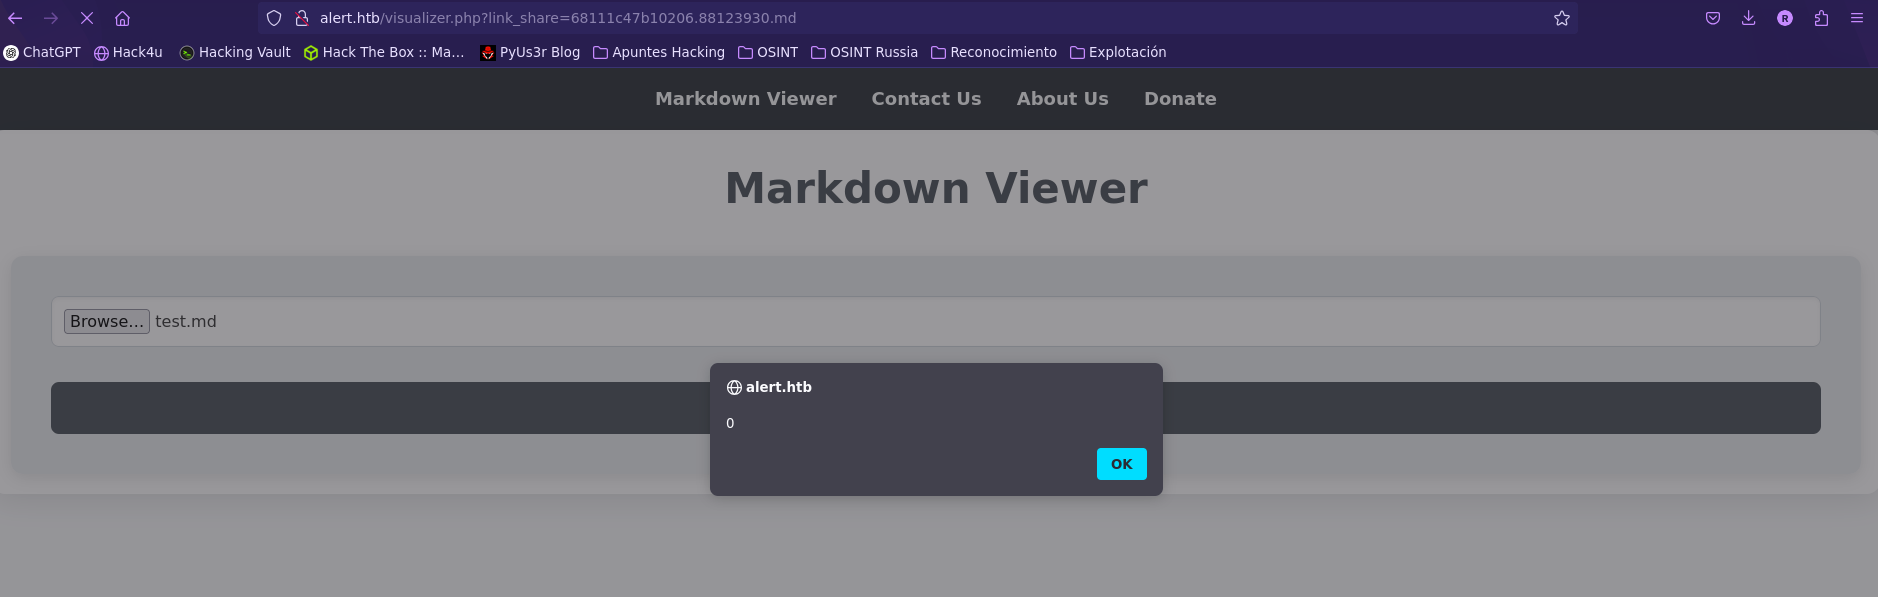 alert.htb/visualizer.php?link_share=68111c47b10206.88123930.md
R
ChatGPT Hack4u Hacking Vault Hack The Box :: Ma... PyUs3r Blog Apuntes Hacking OSINT OSINT Russia Reconocimiento Explotación
Markdown Viewer Contact Us About Us Donate
Markdown Viewer
Browse... test.md
alert.htb
0
OK